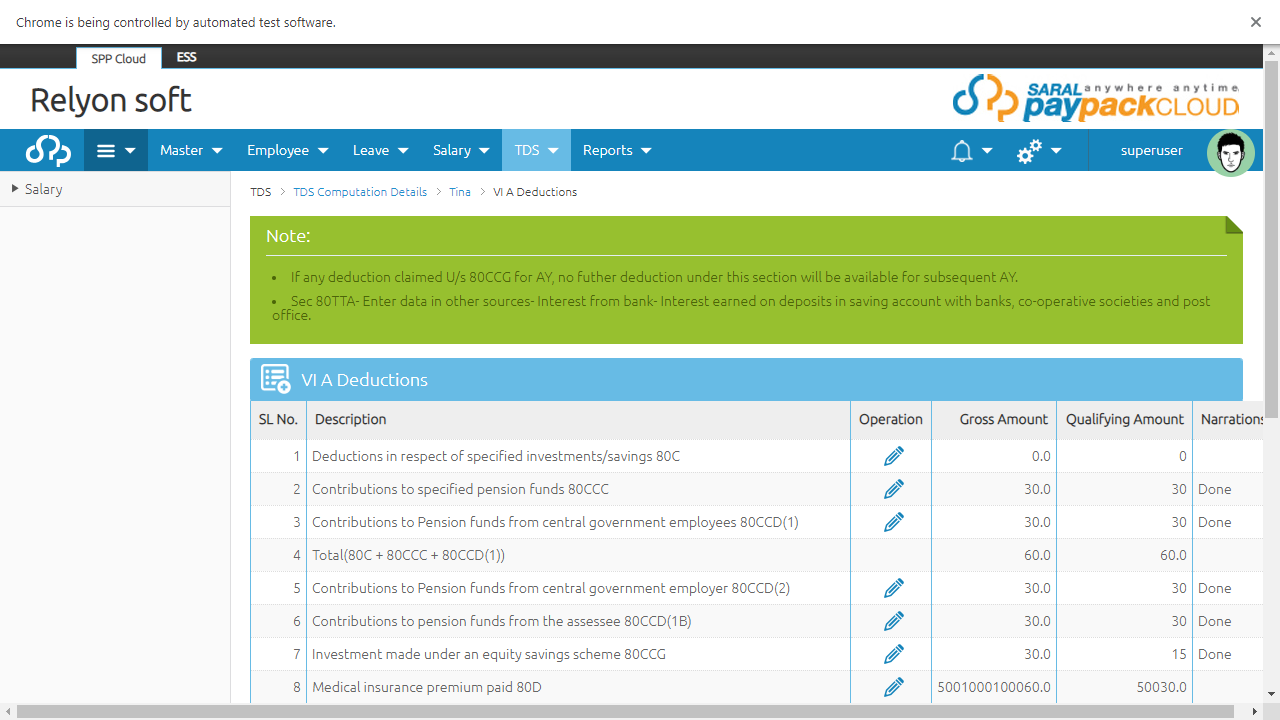 Chrome is being controlled by automated test software.
SPP Cloud ESS
Relyon soft
SARAL anywhere anytime
paypackCLOUD
Master Employee Leave Salary TDS Reports superuser
Salary
TDS > TDS Computation Details > Tina > VI A Deductions
Note:
• If any deduction claimed U/s 80CCG for AY, no futher deduction under this section will be available for subsequent AY.
• Sec 80TTA- Enter data in other sources- Interest from bank- Interest earned on deposits in saving account with banks, co-operative societies and post
office.
VI A Deductions
SL No. Description Operation Gross Amount Qualifying Amount Narrations
1 Deductions in respect of specified investments/savings 80C 0.0 0
2 Contributions to specified pension funds 80CCC 30.0 30 Done
3 Contributions to Pension funds from central government employees 80CCD(1) 30.0 30 Done
4 Total(80C + 80CCC + 80CCD(1)) 60.0 60.0
5 Contributions to Pension funds from central government employer 80CCD(2) 30.0 30 Done
6 Contributions to pension funds from the assessee 80CCD(1B) 30.0 30 Done
7 Investment made under an equity savings scheme 80CCG 30.0 15 Done
8 Medical insurance premium paid 80D 5001000100060.0 50030.0